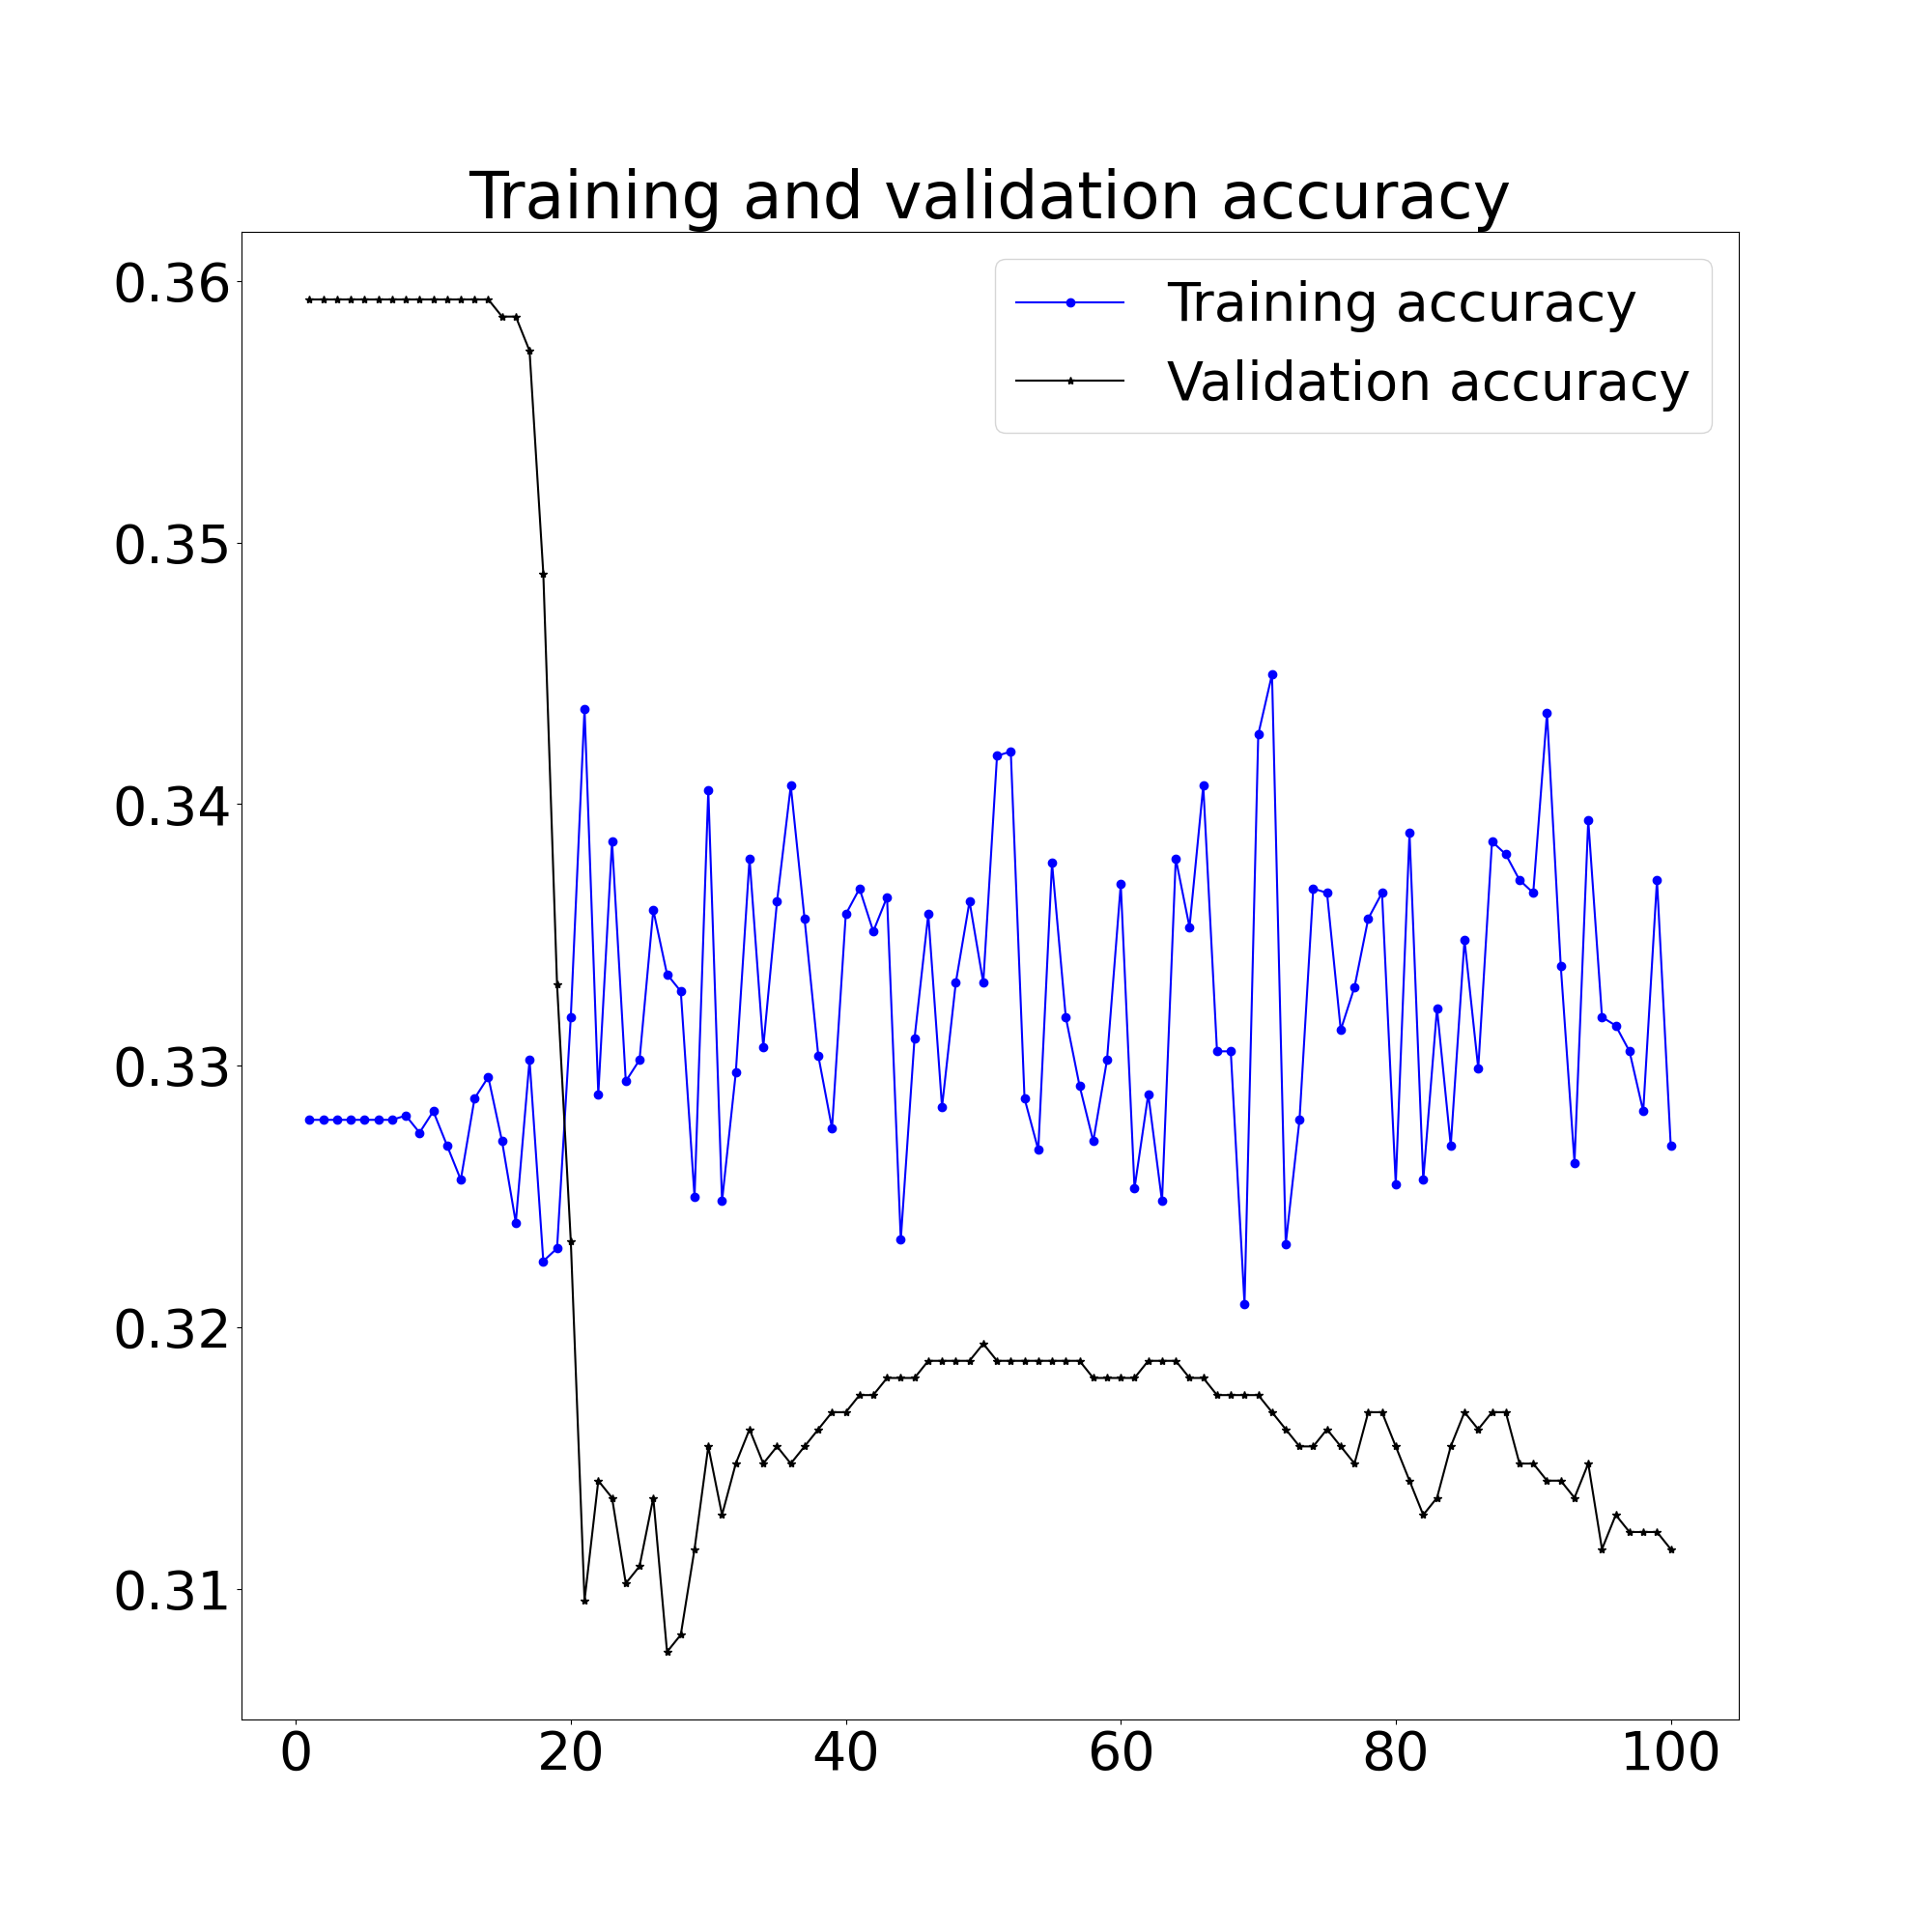 Training and validation accuracy
0.36
Training accuracy
Validation accuracy
0.35
0.34
0.33
0.32
0.31
0 20 40 60 80 100